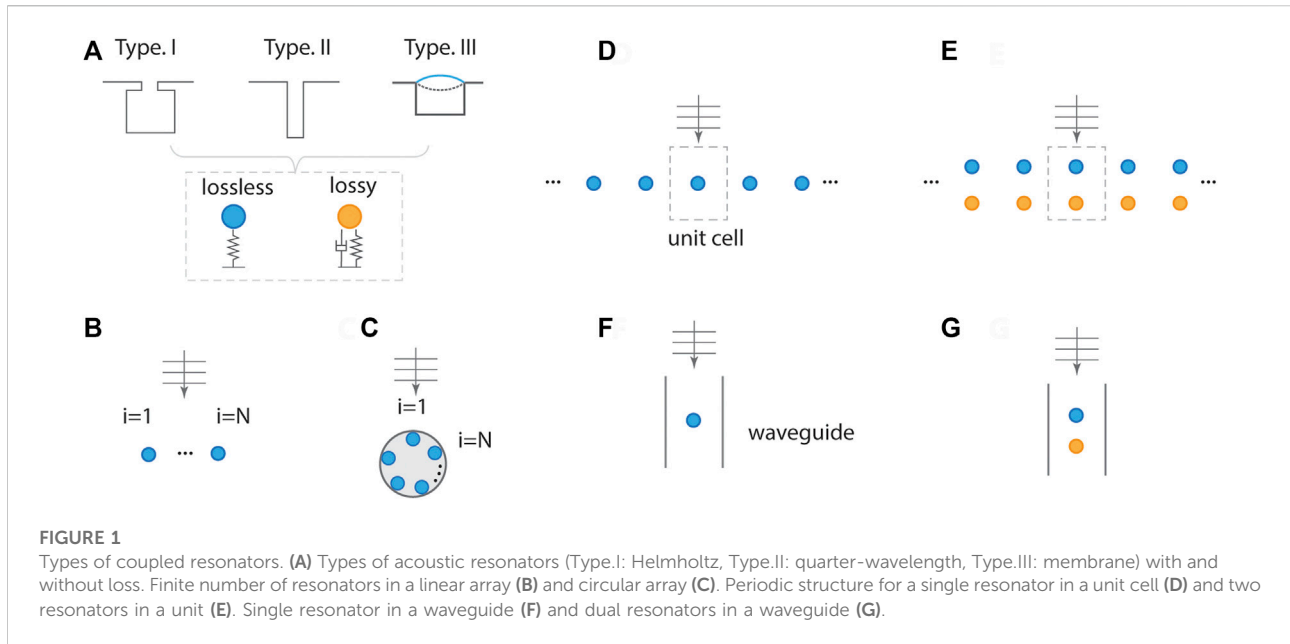 A
Type. I
Type. II
Type. III
lossless
lossy
D
...
...
unit cell
E
...
...
B
i=1
...
i=N
C
i=1
i=N
F
waveguide
G
FIGURE 1
Types of coupled resonators. (A) Types of acoustic resonators (Type.I: Helmholtz, Type.II: quarter-wavelength, Type.III: membrane) with and
without loss. Finite number of resonators in a linear array (B) and circular array (C). Periodic structure for a single resonator in a unit cell (D) and two
resonators in a unit (E). Single resonator in a waveguide (F) and dual resonators in a waveguide (G).